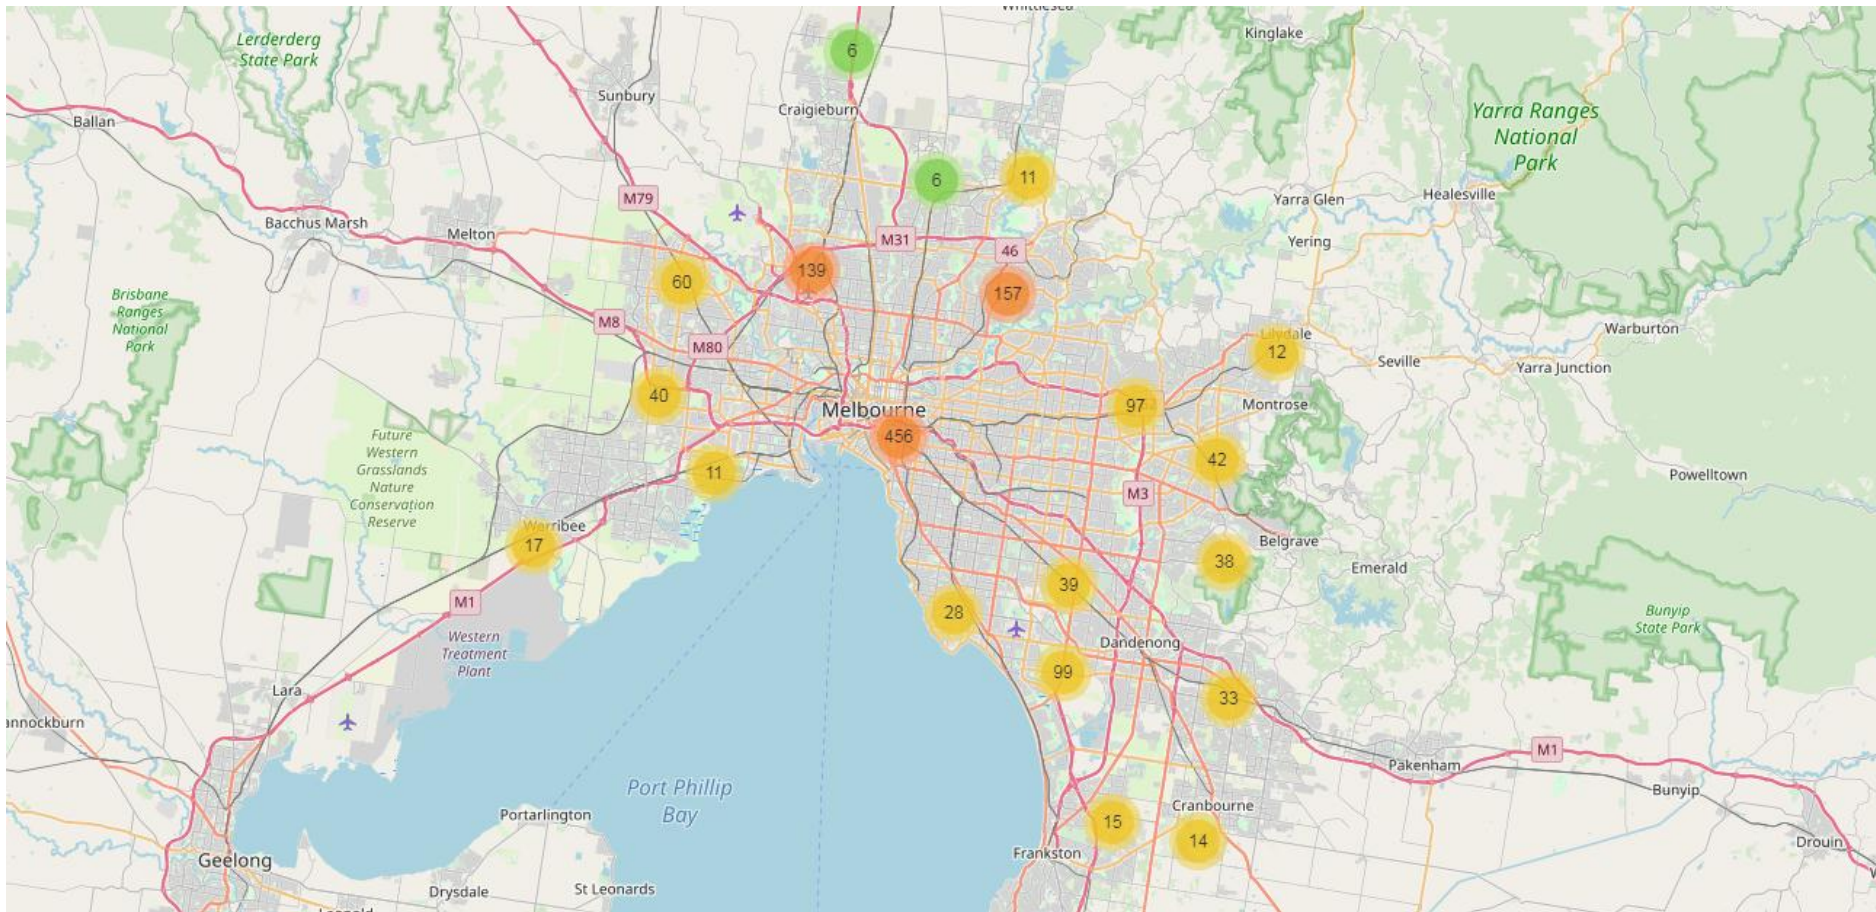 Whittlesea
Lerderderg
State Park
6
Kinglake
Sunbury
Craigieburn
Ballan
Yarra Ranges
National
Park
6
11
M79
Healesville
Yarra Glen
Bacchus Marsh
Melton
M31
46
Yering
60
139
157
Brisbane
Ranges
National
Park
M8
M80
Lilydale
12
Warburton
Seville
Yarra Junction
40
Melbourne
97
Montrose
456
Future
Western
Grasslands
Nature
Conservation
Reserve
11
42
Powelltown
M3
Werribee
17
Belgrave
38
Emerald
39
M1
28
Bunyip
State Park
Western
Treatment
Plant
Dandenong
99
Lara
33
annockburn
M1
Pakenham
Port Phillip
Bay
Bunyip
Portarlington
Cranbourne
15
14
Drouin
Frankston
Geelong
Drysdale
St Leonards